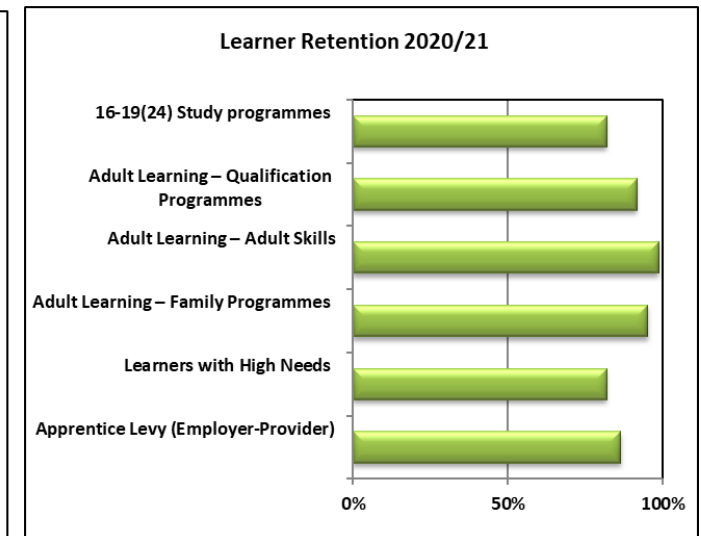 Learner Retention 2020/21
16-19(24) Study programmes
Adult Learning – Qualification
Programmes
Adult Learning – Adult Skills
Adult Learning – Family Programmes
Learners with High Needs
Apprentice Levy (Employer-Provider)
0%
50%
100%